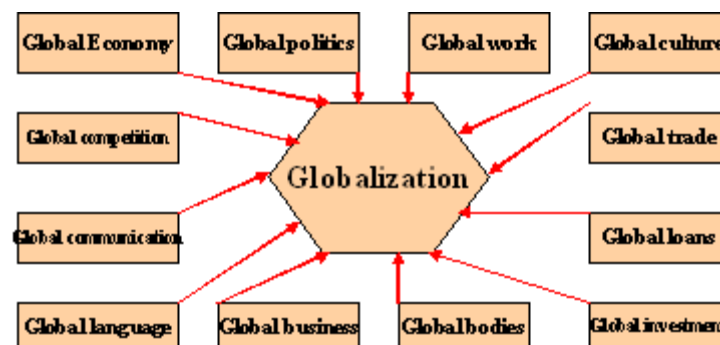 Global Economy
Global politics
Global work
Global culture
Global competition
Global trade
Globalization
Global communication
Global loans
Global language
Global business
Global bodies
Global investment